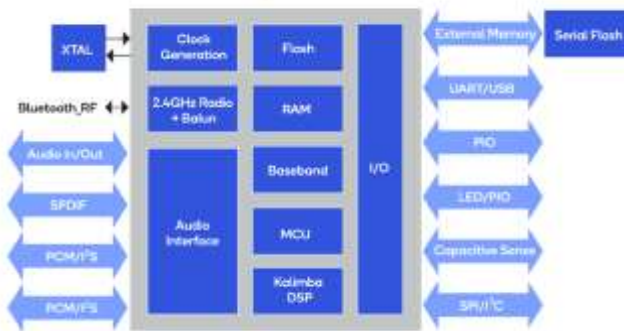 XTAL
Clock
Generation
Flash
External Memory
Serial Flash
UART/USB
Bluetooth_RF
2.4GHz Radio
+ Balun
RAM
Audio In/Out
PIO
Baseband
I/O
SPDIF
LED/PIO
Audio
Interface
MCU
PCM/I²S
Capacitive Sense
Kalimba
DSP
PCM/I²S
SPI/I²C